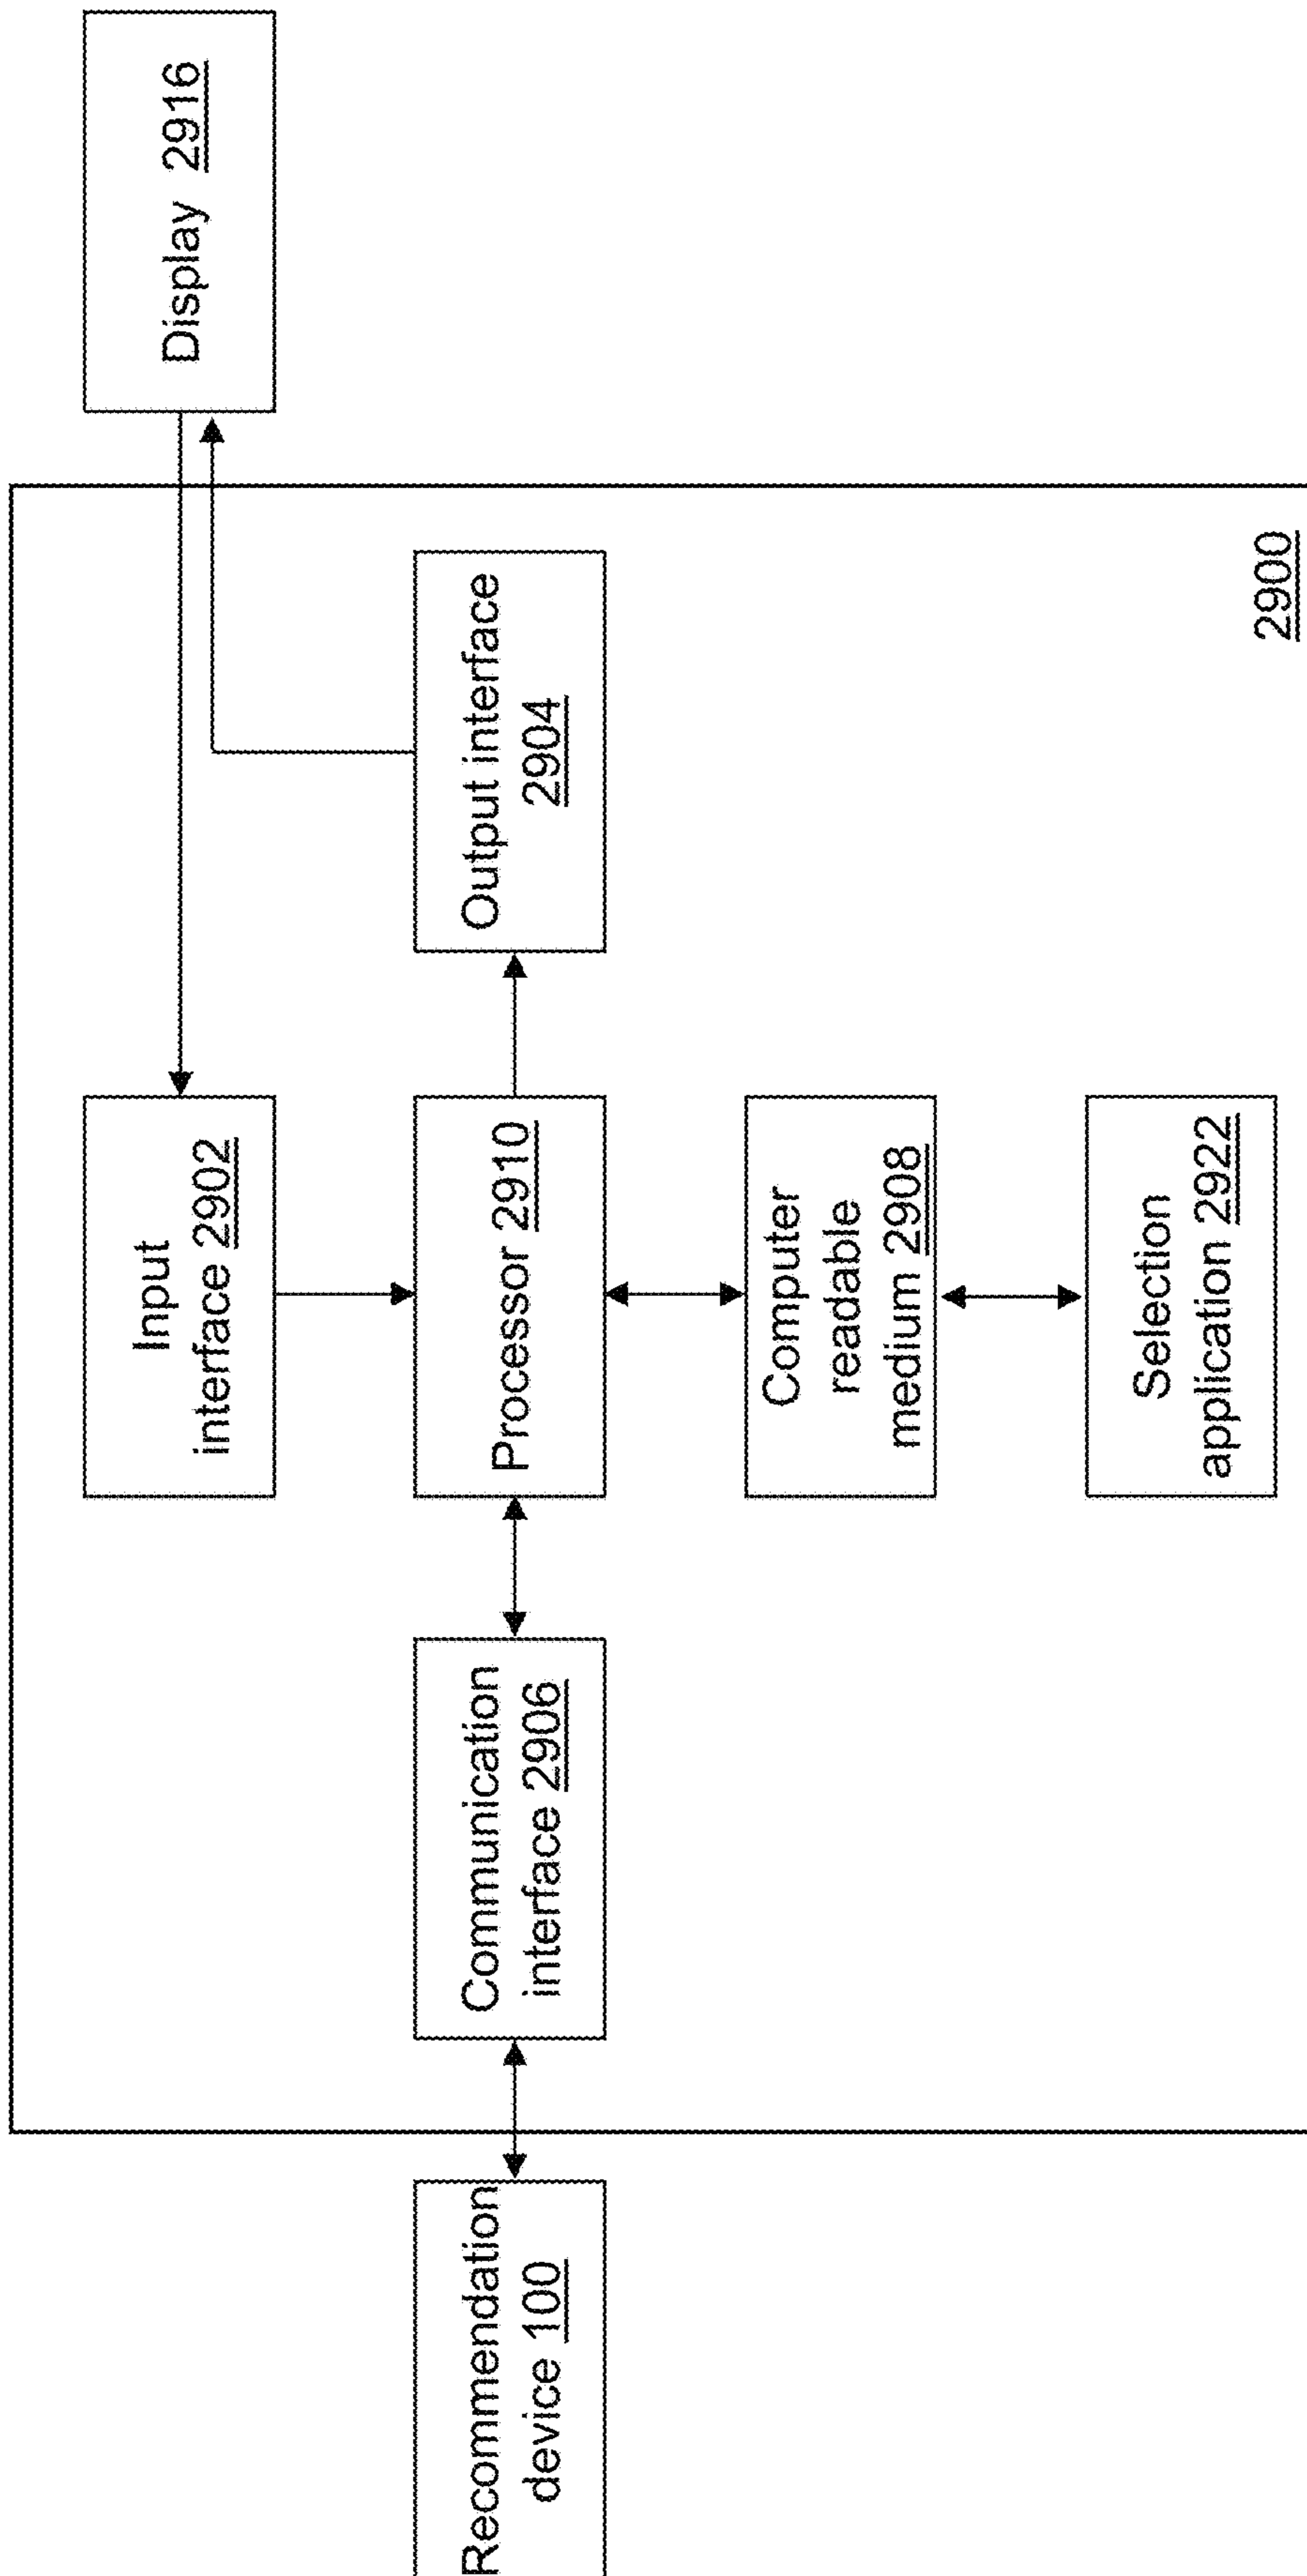 Display 2916
Input
interface 2902
Output interface
2904
Processor 2910
Communication
interface 2906
Recommendation
device 100
Computer
readable
medium 2908
Selection
application 2922
2900